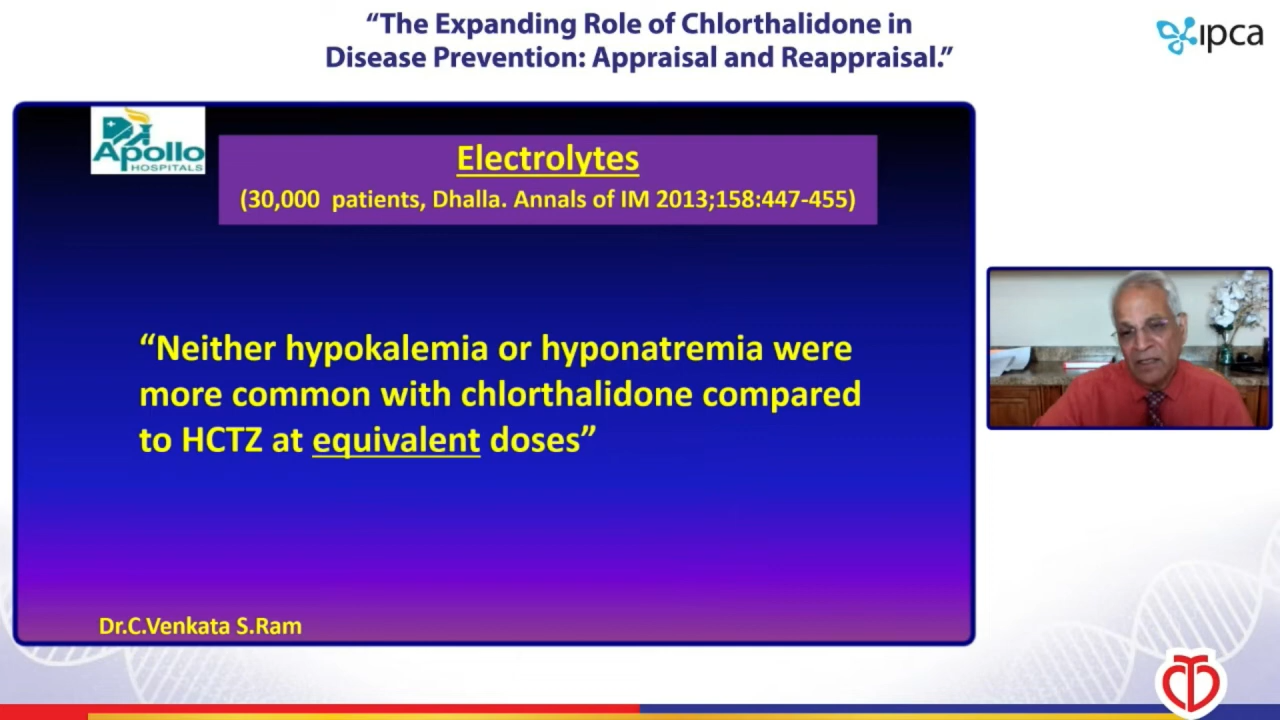 “The Expanding Role of Chlorthalidone in
Disease Prevention: Appraisal and Reappraisal.”
ipca
Apollo
HOSPITALS
Electrolytes
(30,000 patients, Dhalla. Annals of IM 2013;158:447-455)
“Neither hypokalemia or hyponatremia were
more common with chlorthalidone compared
to HCTZ at equivalent doses”
Dr.C.Venkata S.Ram